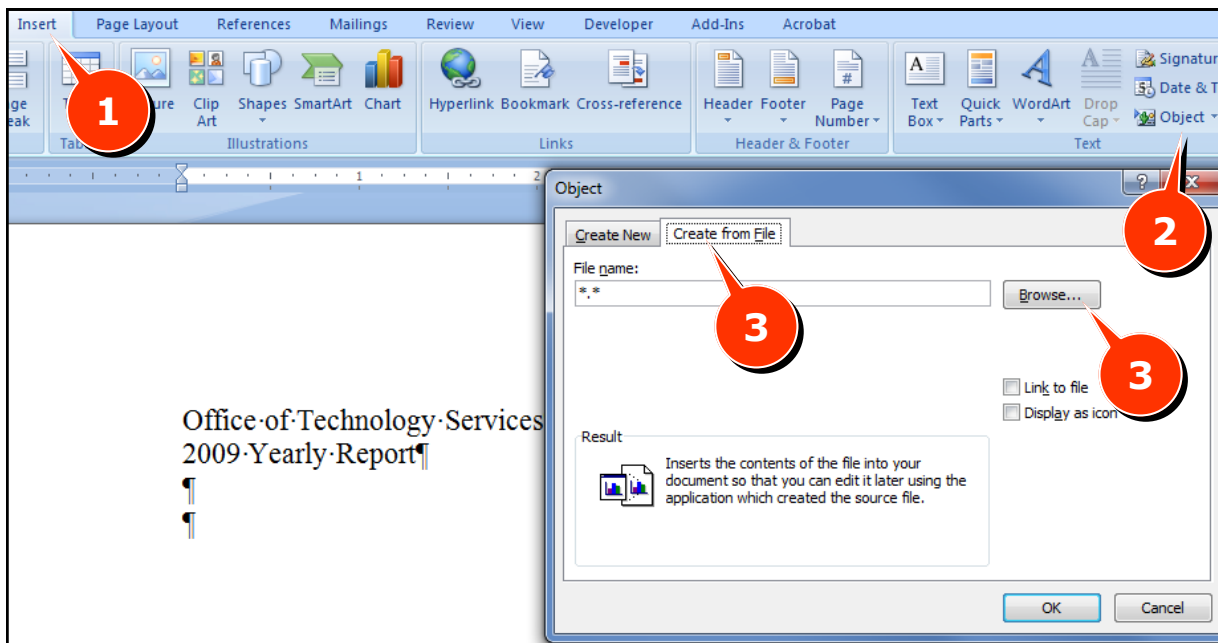 Insert Page Layout References Mailings Review View Developer Add-Ins Acrobat
Clip Art Shapes SmartArt Chart Hyperlink Bookmark Cross-reference Header Footer Page Number Text Box Quick Parts WordArt Drop Cap
Signatur
Date & T
Object
Illustrations Links Header & Footer Text
1
2
1 2
Object
?
Create New Create from File
File name:
*.*
Browse...
3
3
Link to file
Display as icon
Office·of·Technology·Services
2009·Yearly·Report¶
¶
¶
Result
Inserts the contents of the file into your
document so that you can edit it later using the
application which created the source file.
OK Cancel